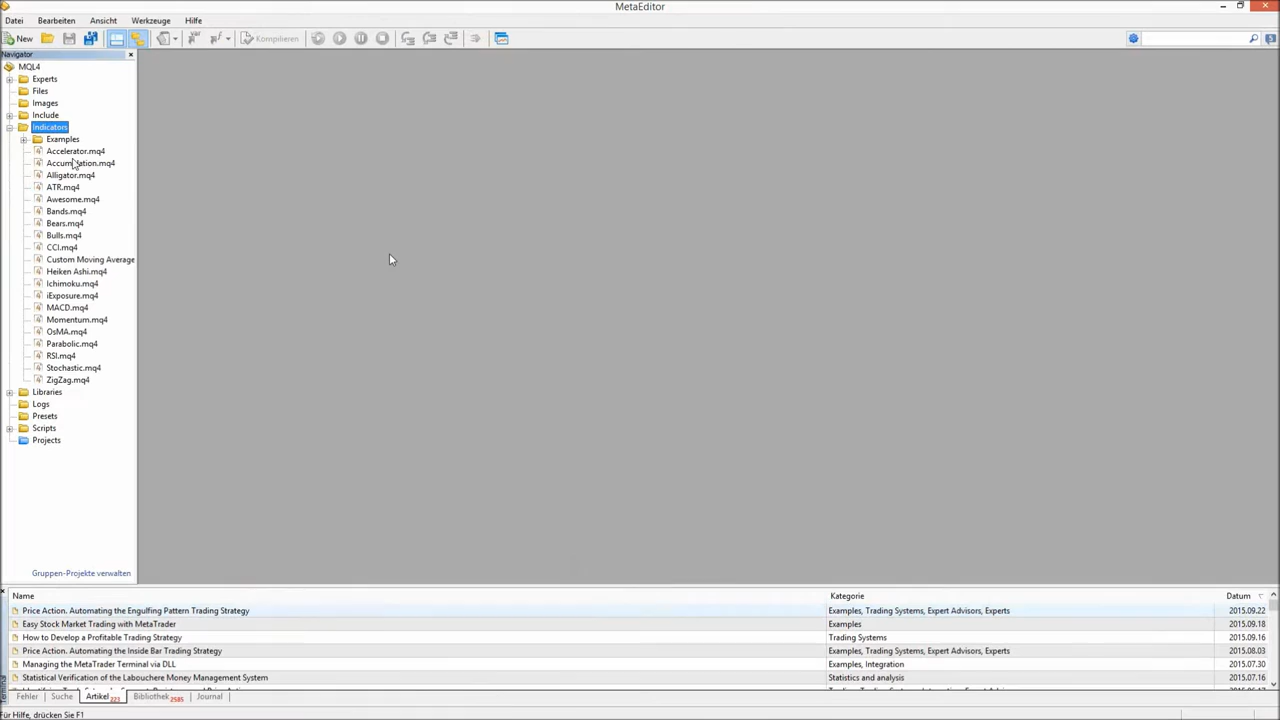 MetaEditor
Datei Bearbeiten Ansicht Werkzeuge Hilfe
New Kompilieren
Navigator
MQL4
Experts
Files
Images
Include
Indicators
Examples
Accelerator.mq4
Accumulation.mq4
Alligator.mq4
ATR.mq4
Awesome.mq4
Bands.mq4
Bears.mq4
Bulls.mq4
CCI.mq4
Custom Moving Average
Heiken Ashi.mq4
Ichimoku.mq4
iExposure.mq4
MACD.mq4
Momentum.mq4
OsMA.mq4
Parabolic.mq4
RSI.mq4
Stochastic.mq4
ZigZag.mq4
Libraries
Logs
Presets
Scripts
Projects
Gruppen-Projekte verwalten
Name Kategorie Datum
Price Action. Automating the Engulfing Pattern Trading Strategy Examples, Trading Systems, Expert Advisors, Experts 2015.09.22
Easy Stock Market Trading with MetaTrader Examples 2015.09.18
How to Develop a Profitable Trading Strategy Trading Systems 2015.09.16
Price Action. Automating the Inside Bar Trading Strategy Examples, Trading Systems, Expert Advisors, Experts 2015.08.03
Managing the MetaTrader Terminal via DLL Examples, Integration 2015.07.30
Statistical Verification of the Labouchere Money Management System Statistics and analysis 2015.07.16
Fehler Suche Artikel 223 Bibliothek 2585 Journal
Für Hilfe, drücken Sie F1